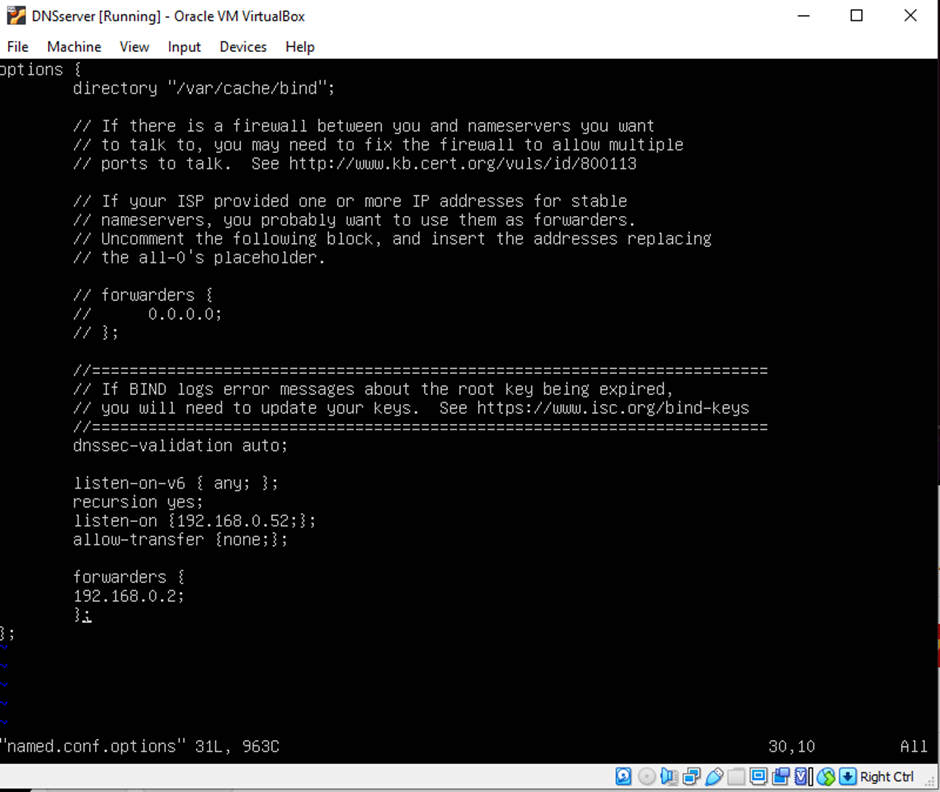 DNSserver [Running] - Oracle VM VirtualBox
File Machine View Input Devices Help
options {
directory "/var/cache/bind";
// If there is a firewall between you and nameservers you want
// to talk to, you may need to fix the firewall to allow multiple
// ports to talk.  See http://www.kb.cert.org/vuls/id/800113
// If your ISP provided one or more IP addresses for stable
// nameservers, you probably want to use them as forwarders.
// Uncomment the following block, and insert the addresses replacing
// the all-0's placeholder.
// forwarders {
//      0.0.0.0;
// };
//========================================================================
// If BIND logs error messages about the root key being expired,
// you will need to update your keys.  See https://www.isc.org/bind-keys
//========================================================================
dnssec-validation auto;
listen-on-v6 { any; };
recursion yes;
listen-on {192.168.0.52;};
allow-transfer {none;};
forwarders {
192.168.0.2;
};
};
~
~
~
~
~
"named.conf.options" 31L, 963C 30,10 All
Right Ctrl